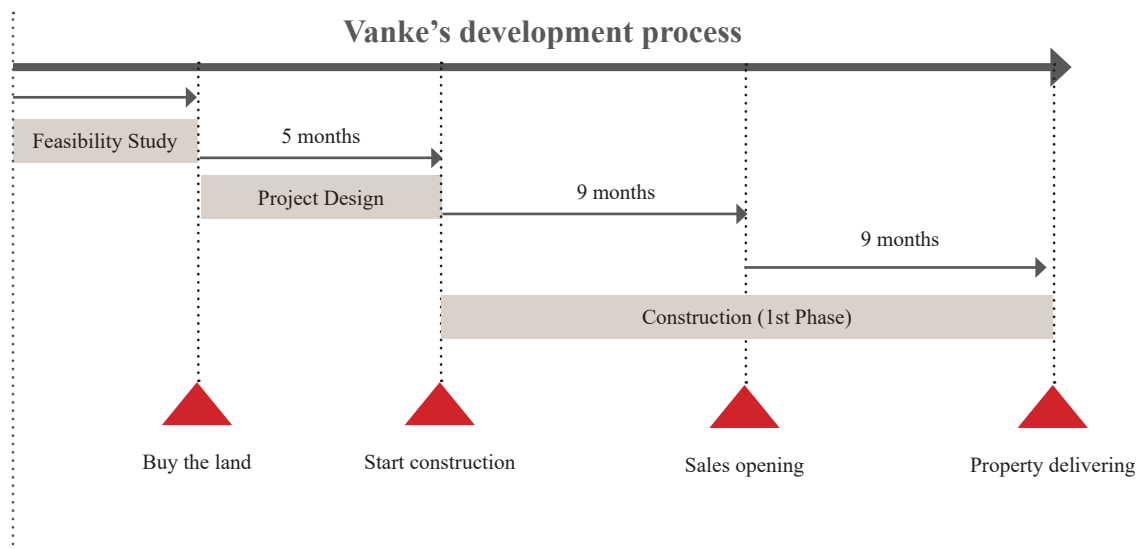 Vanke’s development process
Feasibility Study
5 months
Project Design
9 months
9 months
Construction (1st Phase)
Buy the land
Start construction
Sales opening
Property delivering